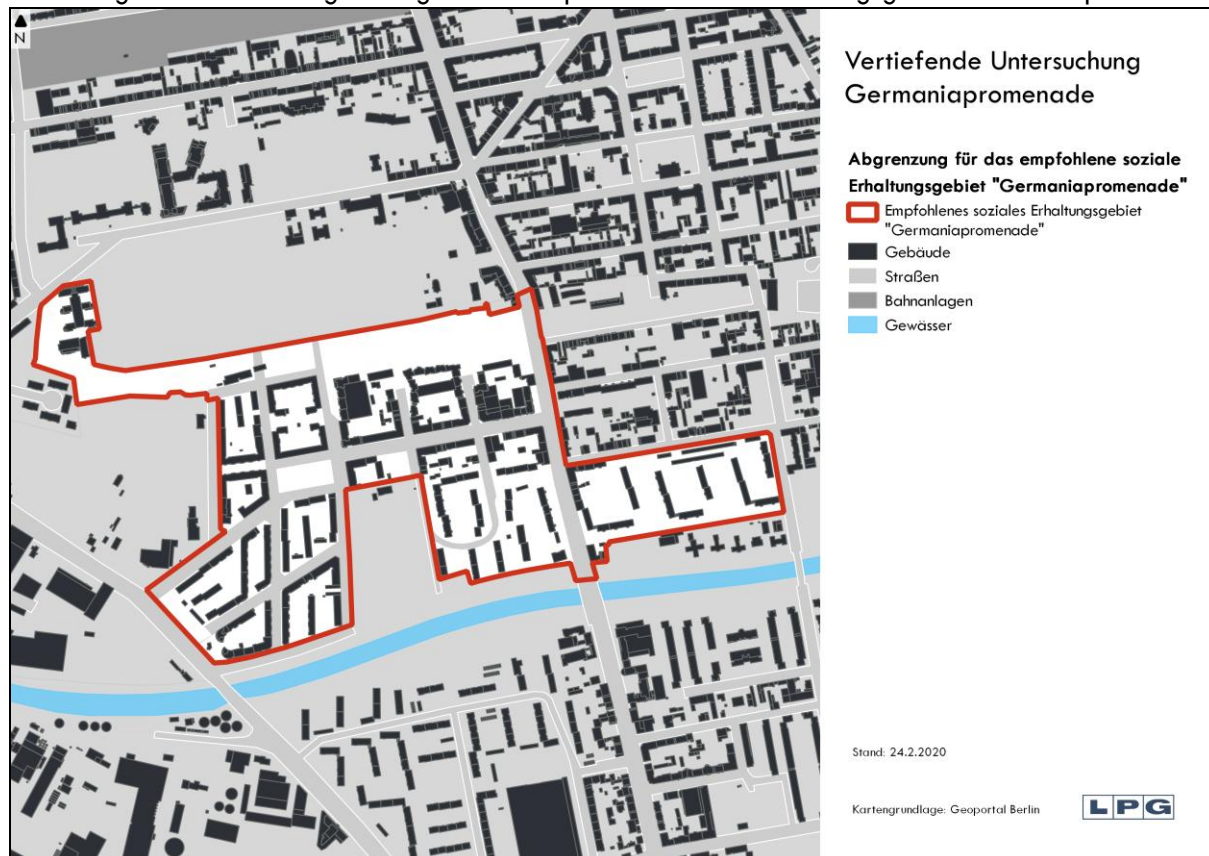 N
Vertiefende Untersuchung
Germaniapromenade
Abgrenzung für das empfohlene soziale
Erhaltungsgebiet "Germaniapromenade"
Empfohlenes soziales Erhaltungsgebiet
"Germaniapromenade"
Gebäude
Straßen
Bahnanlagen
Gewässer
Stand: 24.2.2020
Kartengrundlage: Geoportal Berlin
LPG